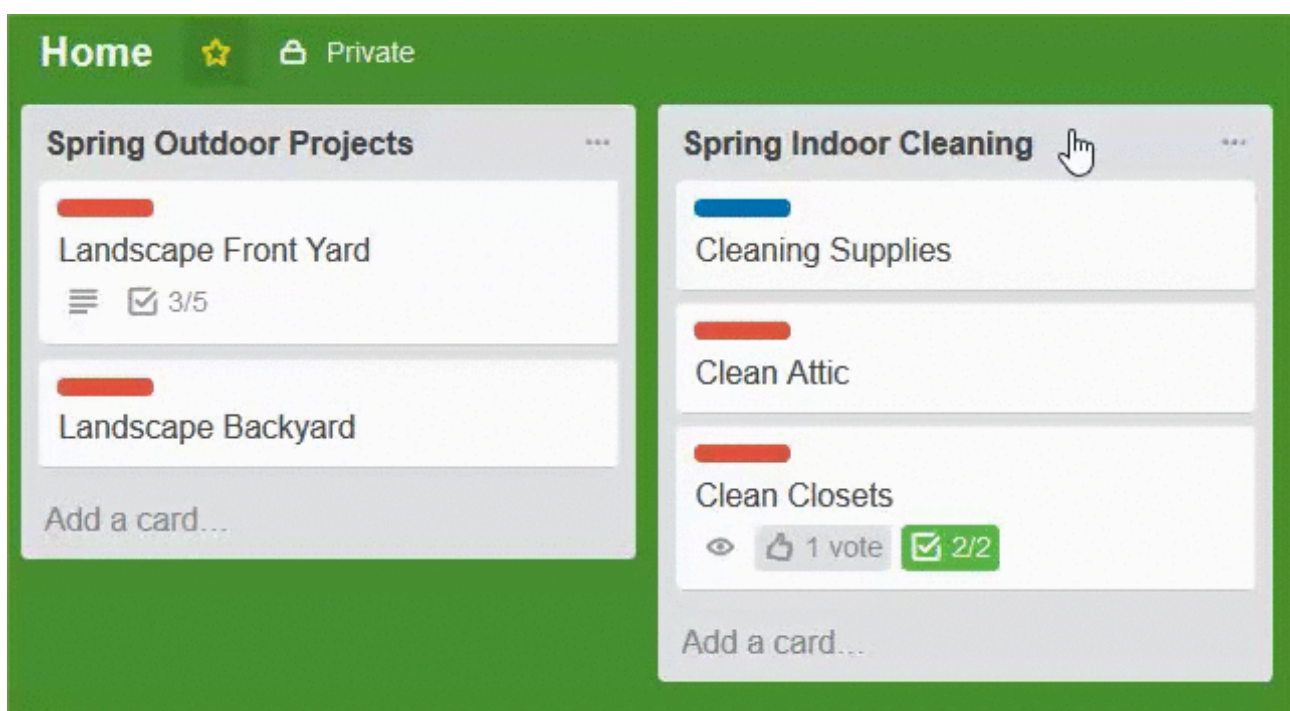 Home Private
Spring Outdoor Projects
Landscape Front Yard
3/5
Landscape Backyard
Add a card...
Spring Indoor Cleaning
Cleaning Supplies
Clean Attic
Clean Closets
1 vote 2/2
Add a card...